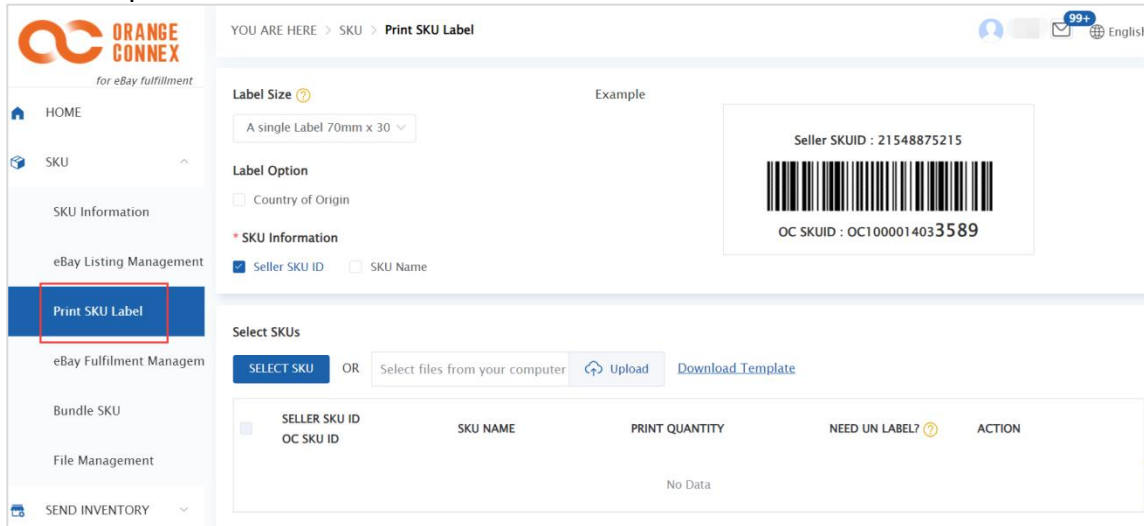 ORANGE
CONNEX
for eBay fulfillment
HOME
SKU
SKU Information
eBay Listing Management
Print SKU Label
eBay Fulfilment Managem
Bundle SKU
File Management
SEND INVENTORY
YOU ARE HERE > SKU > Print SKU Label
99+
English
Label Size ?
A single Label 70mm x 30
Label Option
Country of Origin
* SKU Information
Seller SKU ID SKU Name
Example
Seller SKUID : 21548875215
OC SKUID : OC1000014033589
Select SKUs
SELECT SKU OR Select files from your computer Upload Download Template
SELLER SKU ID
OC SKU ID
SKU NAME
PRINT QUANTITY
NEED UN LABEL? ?
ACTION
No Data